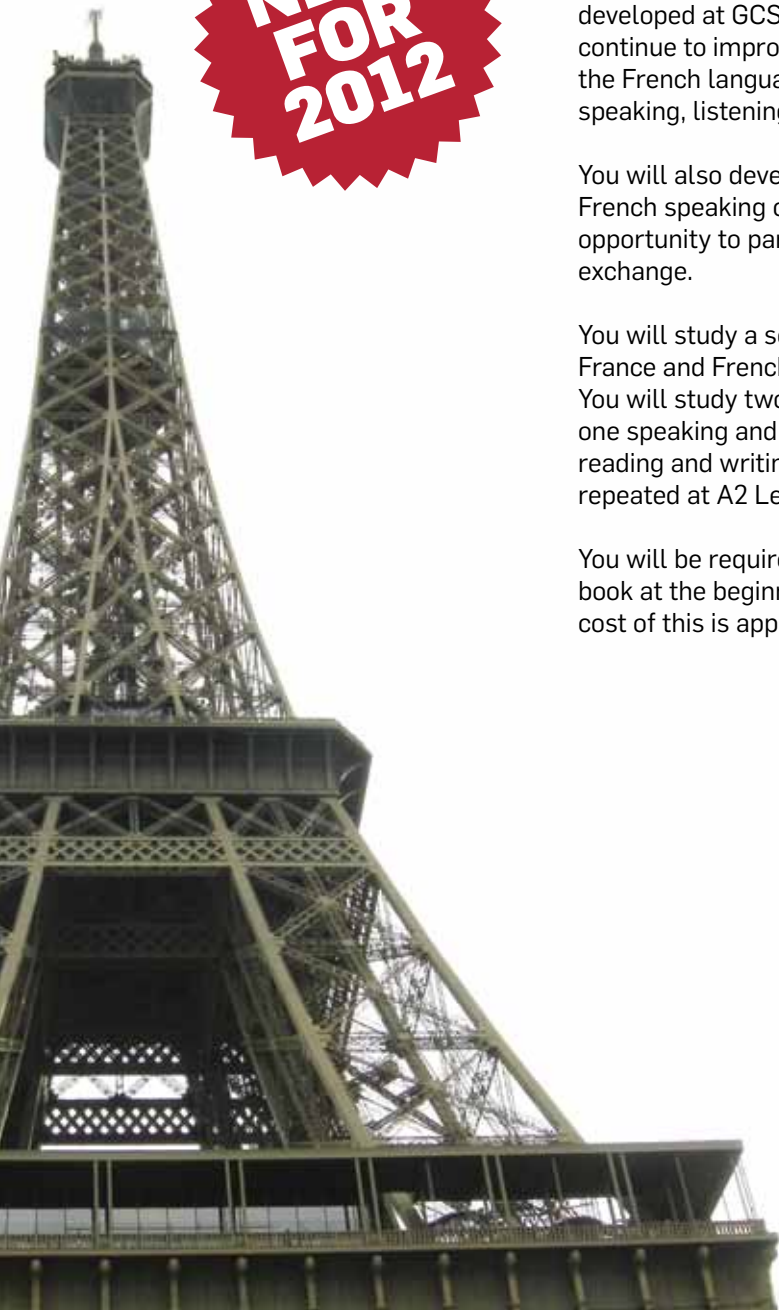 FOR
2012
developed at GCS
continue to impro
the French langua
speaking, listening
You will also deve
French speaking c
opportunity to par
exchange.
You will study a se
France and French
You will study two
one speaking and
reading and writin
repeated at A2 Le
You will be require
book at the beginn
cost of this is app